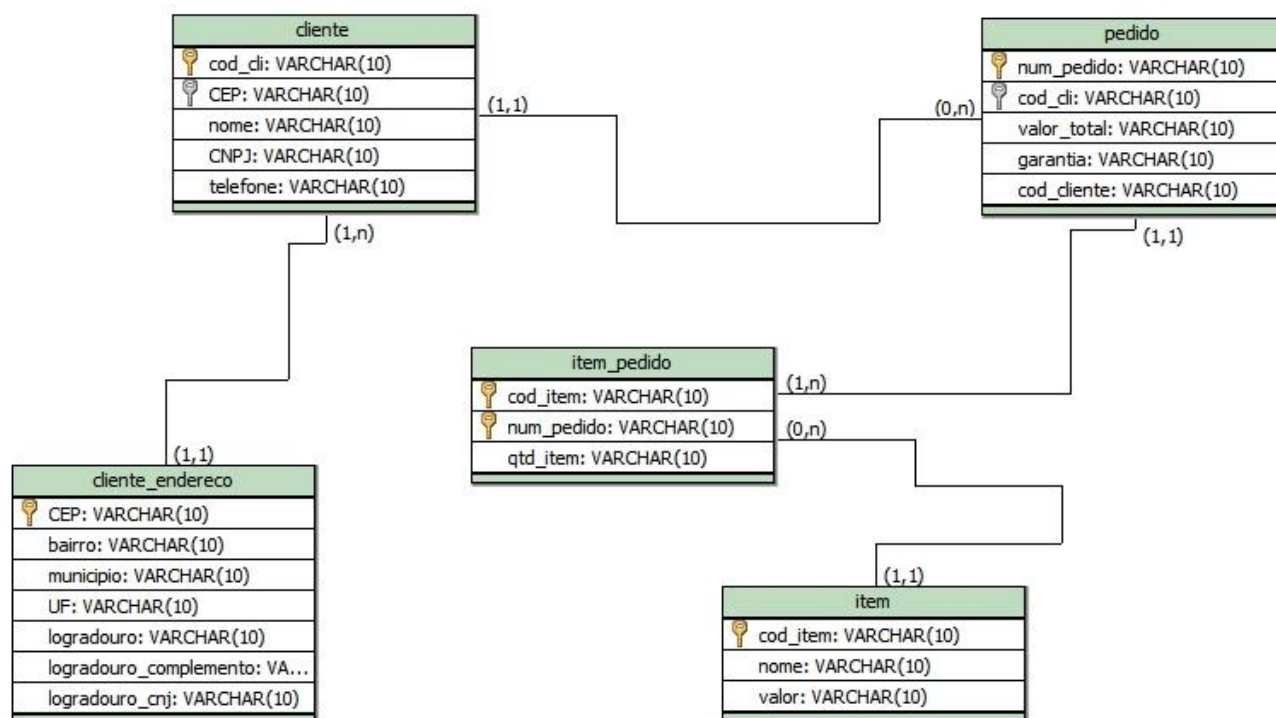 cliente
cod_cli: VARCHAR(10)
CEP: VARCHAR(10)
nome: VARCHAR(10)
CNPJ: VARCHAR(10)
telefone: VARCHAR(10)
(1,1)
(0,n)
pedido
num_pedido: VARCHAR(10)
cod_cli: VARCHAR(10)
valor_total: VARCHAR(10)
garantia: VARCHAR(10)
cod_cliente: VARCHAR(10)
(1,n)
(1,1)
item_pedido
cod_item: VARCHAR(10)
num_pedido: VARCHAR(10)
qtd_item: VARCHAR(10)
(1,n)
(0,n)
(1,1)
cliente_endereco
CEP: VARCHAR(10)
bairro: VARCHAR(10)
municipio: VARCHAR(10)
UF: VARCHAR(10)
logradouro: VARCHAR(10)
logradouro_complemento: VA...
logradouro_cnj: VARCHAR(10)
(1,1)
item
cod_item: VARCHAR(10)
nome: VARCHAR(10)
valor: VARCHAR(10)